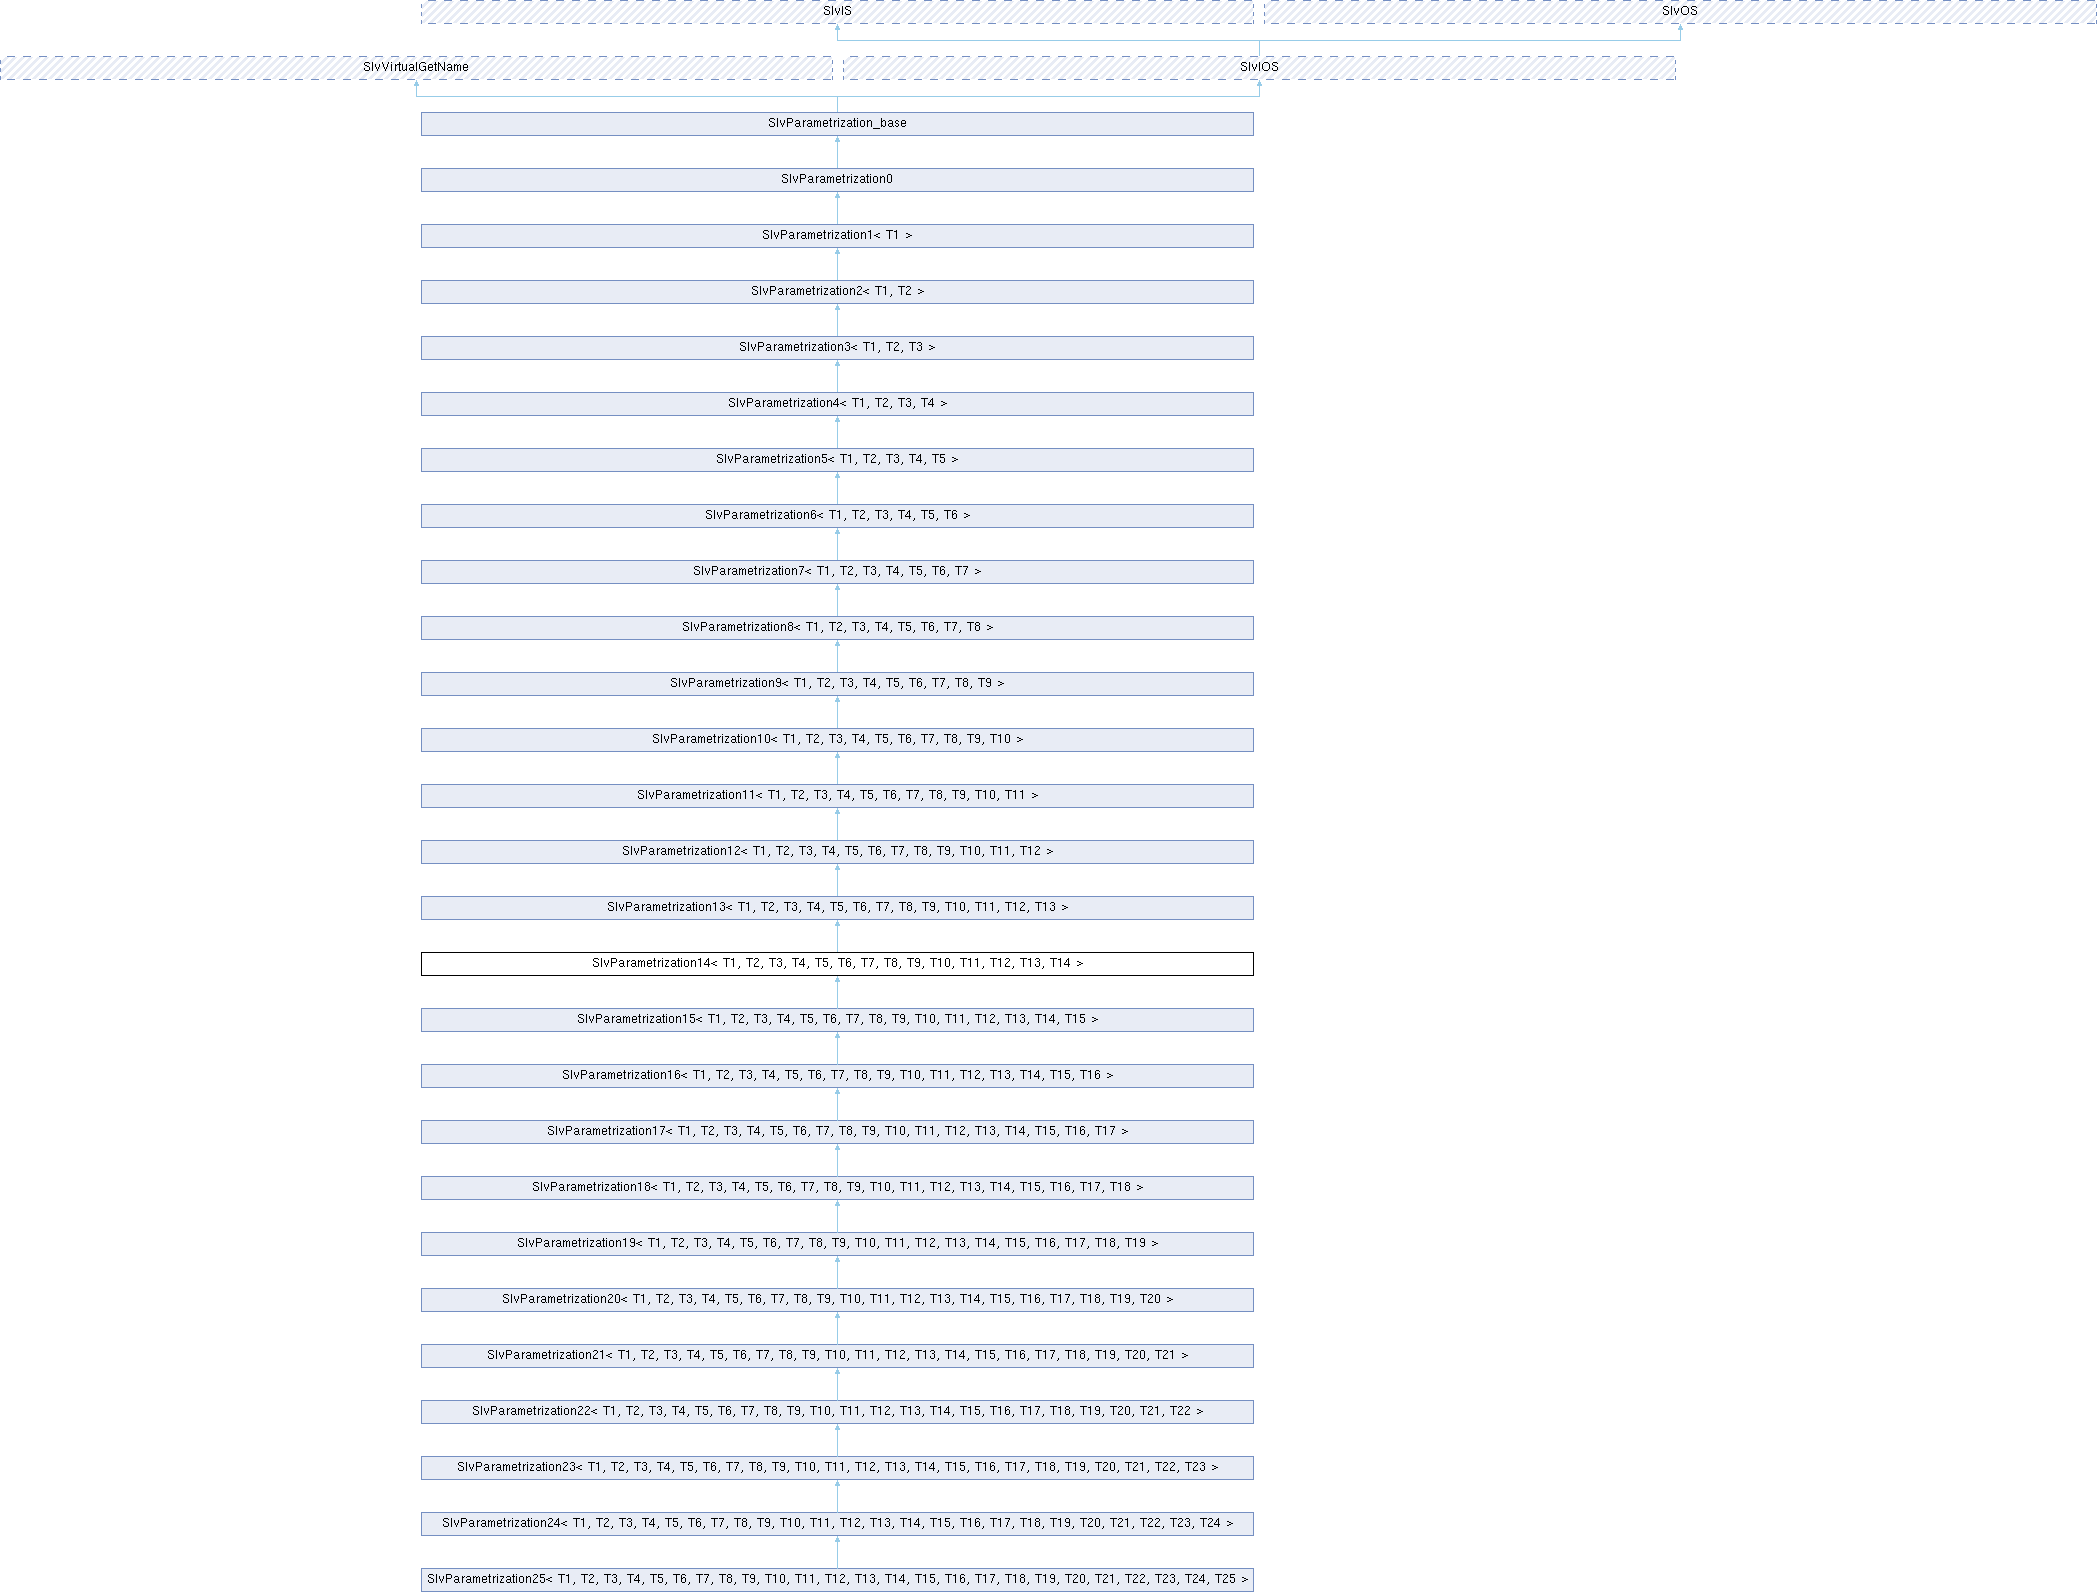 SlvIS
SlvOS
SlvVirtualGetName
SlvIOS
SlvParametrization_base
SlvParametrization0
SlvParametrization1< T1 >
SlvParametrization2< T1, T2 >
SlvParametrization3< T1, T2, T3 >
SlvParametrization4< T1, T2, T3, T4 >
SlvParametrization5< T1, T2, T3, T4, T5 >
SlvParametrization6< T1, T2, T3, T4, T5, T6 >
SlvParametrization7< T1, T2, T3, T4, T5, T6, T7 >
SlvParametrization8< T1, T2, T3, T4, T5, T6, T7, T8 >
SlvParametrization9< T1, T2, T3, T4, T5, T6, T7, T8, T9 >
SlvParametrization10< T1, T2, T3, T4, T5, T6, T7, T8, T9, T10 >
SlvParametrization11< T1, T2, T3, T4, T5, T6, T7, T8, T9, T10, T11 >
SlvParametrization12< T1, T2, T3, T4, T5, T6, T7, T8, T9, T10, T11, T12 >
SlvParametrization13< T1, T2, T3, T4, T5, T6, T7, T8, T9, T10, T11, T12, T13 >
SlvParametrization14< T1, T2, T3, T4, T5, T6, T7, T8, T9, T10, T11, T12, T13, T14 >
SlvParametrization15< T1, T2, T3, T4, T5, T6, T7, T8, T9, T10, T11, T12, T13, T14, T15 >
SlvParametrization16< T1, T2, T3, T4, T5, T6, T7, T8, T9, T10, T11, T12, T13, T14, T15, T16 >
SlvParametrization17< T1, T2, T3, T4, T5, T6, T7, T8, T9, T10, T11, T12, T13, T14, T15, T16, T17 >
SlvParametrization18< T1, T2, T3, T4, T5, T6, T7, T8, T9, T10, T11, T12, T13, T14, T15, T16, T17, T18 >
SlvParametrization19< T1, T2, T3, T4, T5, T6, T7, T8, T9, T10, T11, T12, T13, T14, T15, T16, T17, T18, T19 >
SlvParametrization20< T1, T2, T3, T4, T5, T6, T7, T8, T9, T10, T11, T12, T13, T14, T15, T16, T17, T18, T19, T20 >
SlvParametrization21< T1, T2, T3, T4, T5, T6, T7, T8, T9, T10, T11, T12, T13, T14, T15, T16, T17, T18, T19, T20, T21 >
SlvParametrization22< T1, T2, T3, T4, T5, T6, T7, T8, T9, T10, T11, T12, T13, T14, T15, T16, T17, T18, T19, T20, T21, T22 >
SlvParametrization23< T1, T2, T3, T4, T5, T6, T7, T8, T9, T10, T11, T12, T13, T14, T15, T16, T17, T18, T19, T20, T21, T22, T23 >
SlvParametrization24< T1, T2, T3, T4, T5, T6, T7, T8, T9, T10, T11, T12, T13, T14, T15, T16, T17, T18, T19, T20, T21, T22, T23, T24 >
SlvParametrization25< T1, T2, T3, T4, T5, T6, T7, T8, T9, T10, T11, T12, T13, T14, T15, T16, T17, T18, T19, T20, T21, T22, T23, T24, T25 >